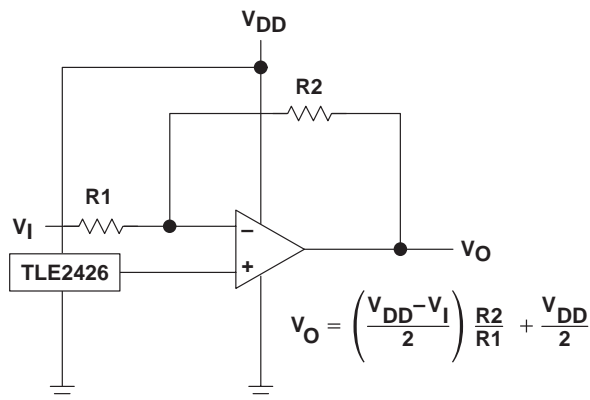 VDD
R2
R1
VI
−
+
TLE2426
VO
VO = ((VDD−VI)/2) R2/R1 + VDD/2